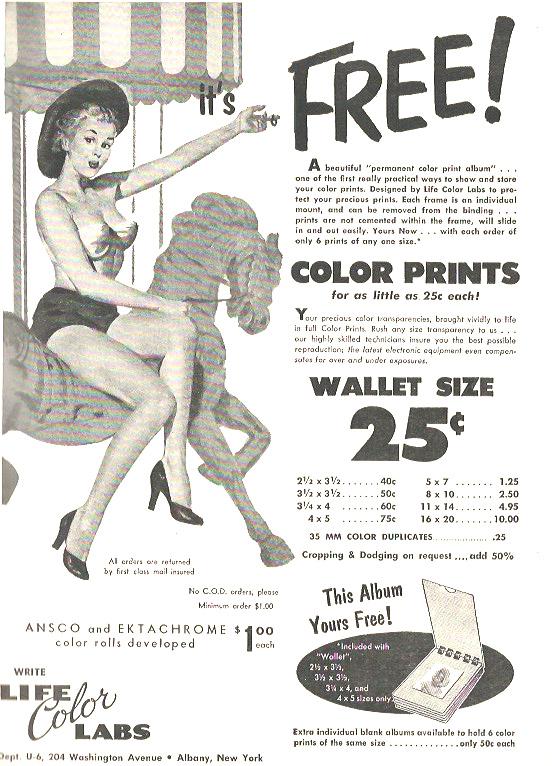 it's FREE!
A beautiful "permanent color print album" . . .
one of the first really practical ways to show and store
your color prints. Designed by Life Color Labs to pro-
tect your precious prints. Each frame is an individual
mount, and can be removed from the binding . . .
prints are not cemented within the frame, will slide
in and out easily. Yours Now . . . with each order of
only 6 prints of any one size.*
COLOR PRINTS
for as little as 25c each!
Your precious color transparencies, brought vividly to life
in full Color Prints. Rush any size transparency to us . . .
our highly skilled technicians insure you the best possible
reproduction; the latest electronic equipment even compen-
sates for over and under exposures.
WALLET SIZE
25¢
2½ x 3½.......40c 5 x 7 ....... 1.25
3½ x 3½.......50c 8 x 10....... 2.50
3¼ x 4 .......60c 11 x 14....... 4.95
4 x 5 .......75c 16 x 20.......10.00
35 MM COLOR DUPLICATES......................25
Cropping & Dodging on request....add 50%
All orders are returned
by first class mail insured
No C.O.D. orders, please
Minimum order $1.00
ANSCO and EKTACHROME $1.00
color rolls developed each
This Album
Yours Free!
*Included with
"Wallet",
2½ x 3½,
3½ x 3½,
3¼ x 4, and
4 x 5 sizes only
WRITE
LIFE
Color
LABS
Dept. U-6, 204 Washington Avenue • Albany, New York
Extra individual blank albums available to hold 6 color
prints of the same size ...............only 50c each